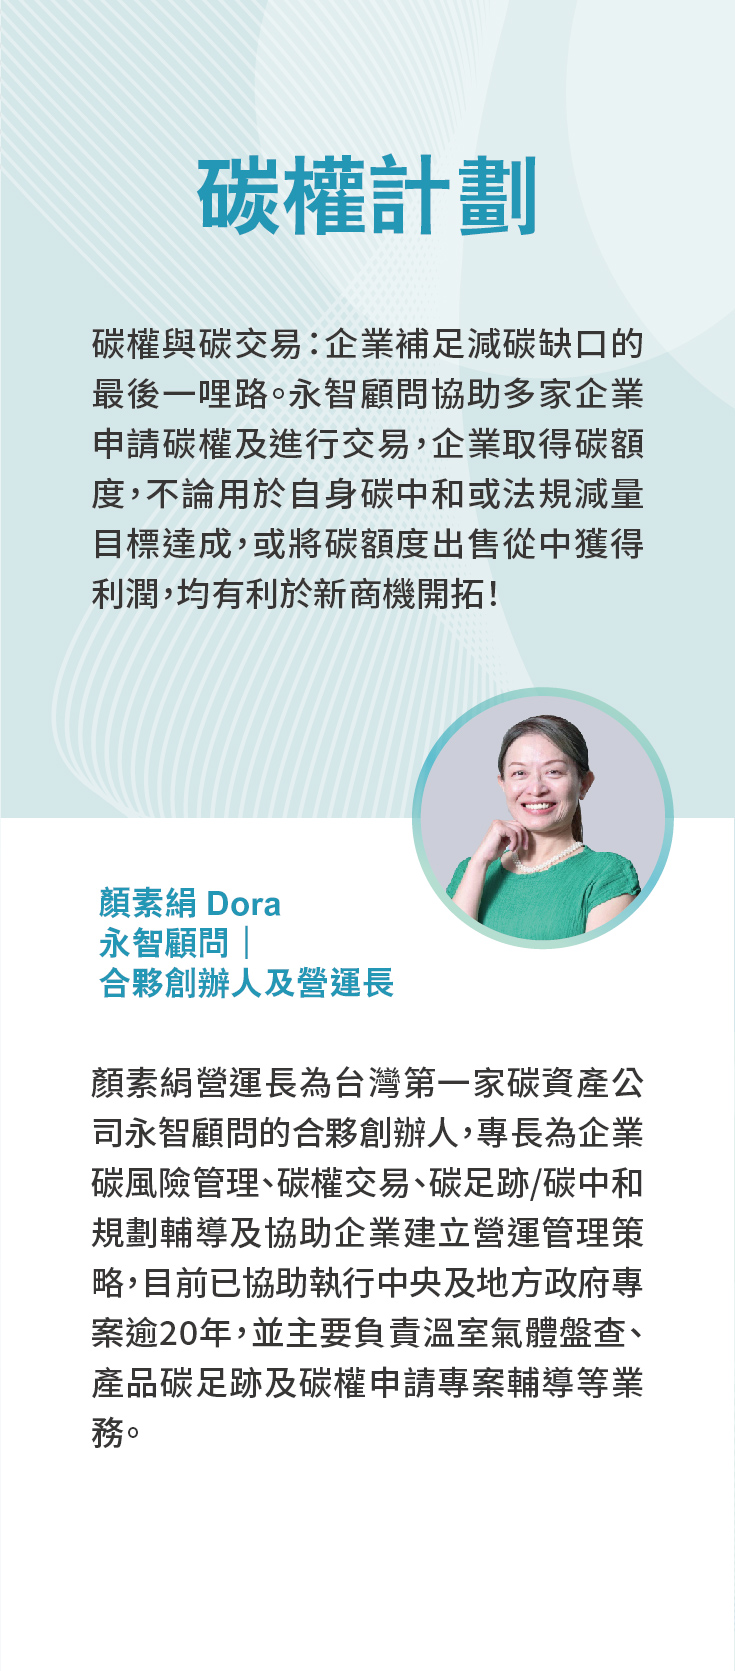 碳權計劃
碳權與碳交易：企業補足減碳缺口的
最後一哩路。永智顧問協助多家企業
申請碳權及進行交易，企業取得碳額
度，不論用於自身碳中和或法規減量
目標達成，或將碳額度出售從中獲得
利潤，均有利於新商機開拓！
顏素絹 Dora
永智顧問｜
合夥創辦人及營運長
顏素絹營運長為台灣第一家碳資產公
司永智顧問的合夥創辦人，專長為企業
碳風險管理、碳權交易、碳足跡/碳中和
規劃輔導及協助企業建立營運管理策
略，目前已協助執行中央及地方政府專
案逾20年，並主要負責溫室氣體盤查、
產品碳足跡及碳權申請專案輔導等業
務。